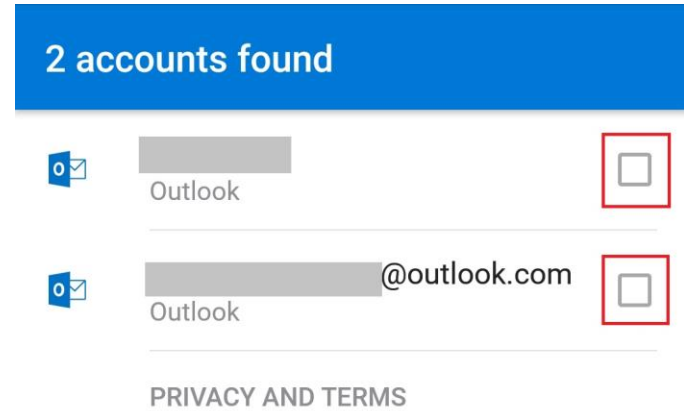 2 accounts found
Outlook
@outlook.com
Outlook
PRIVACY AND TERMS